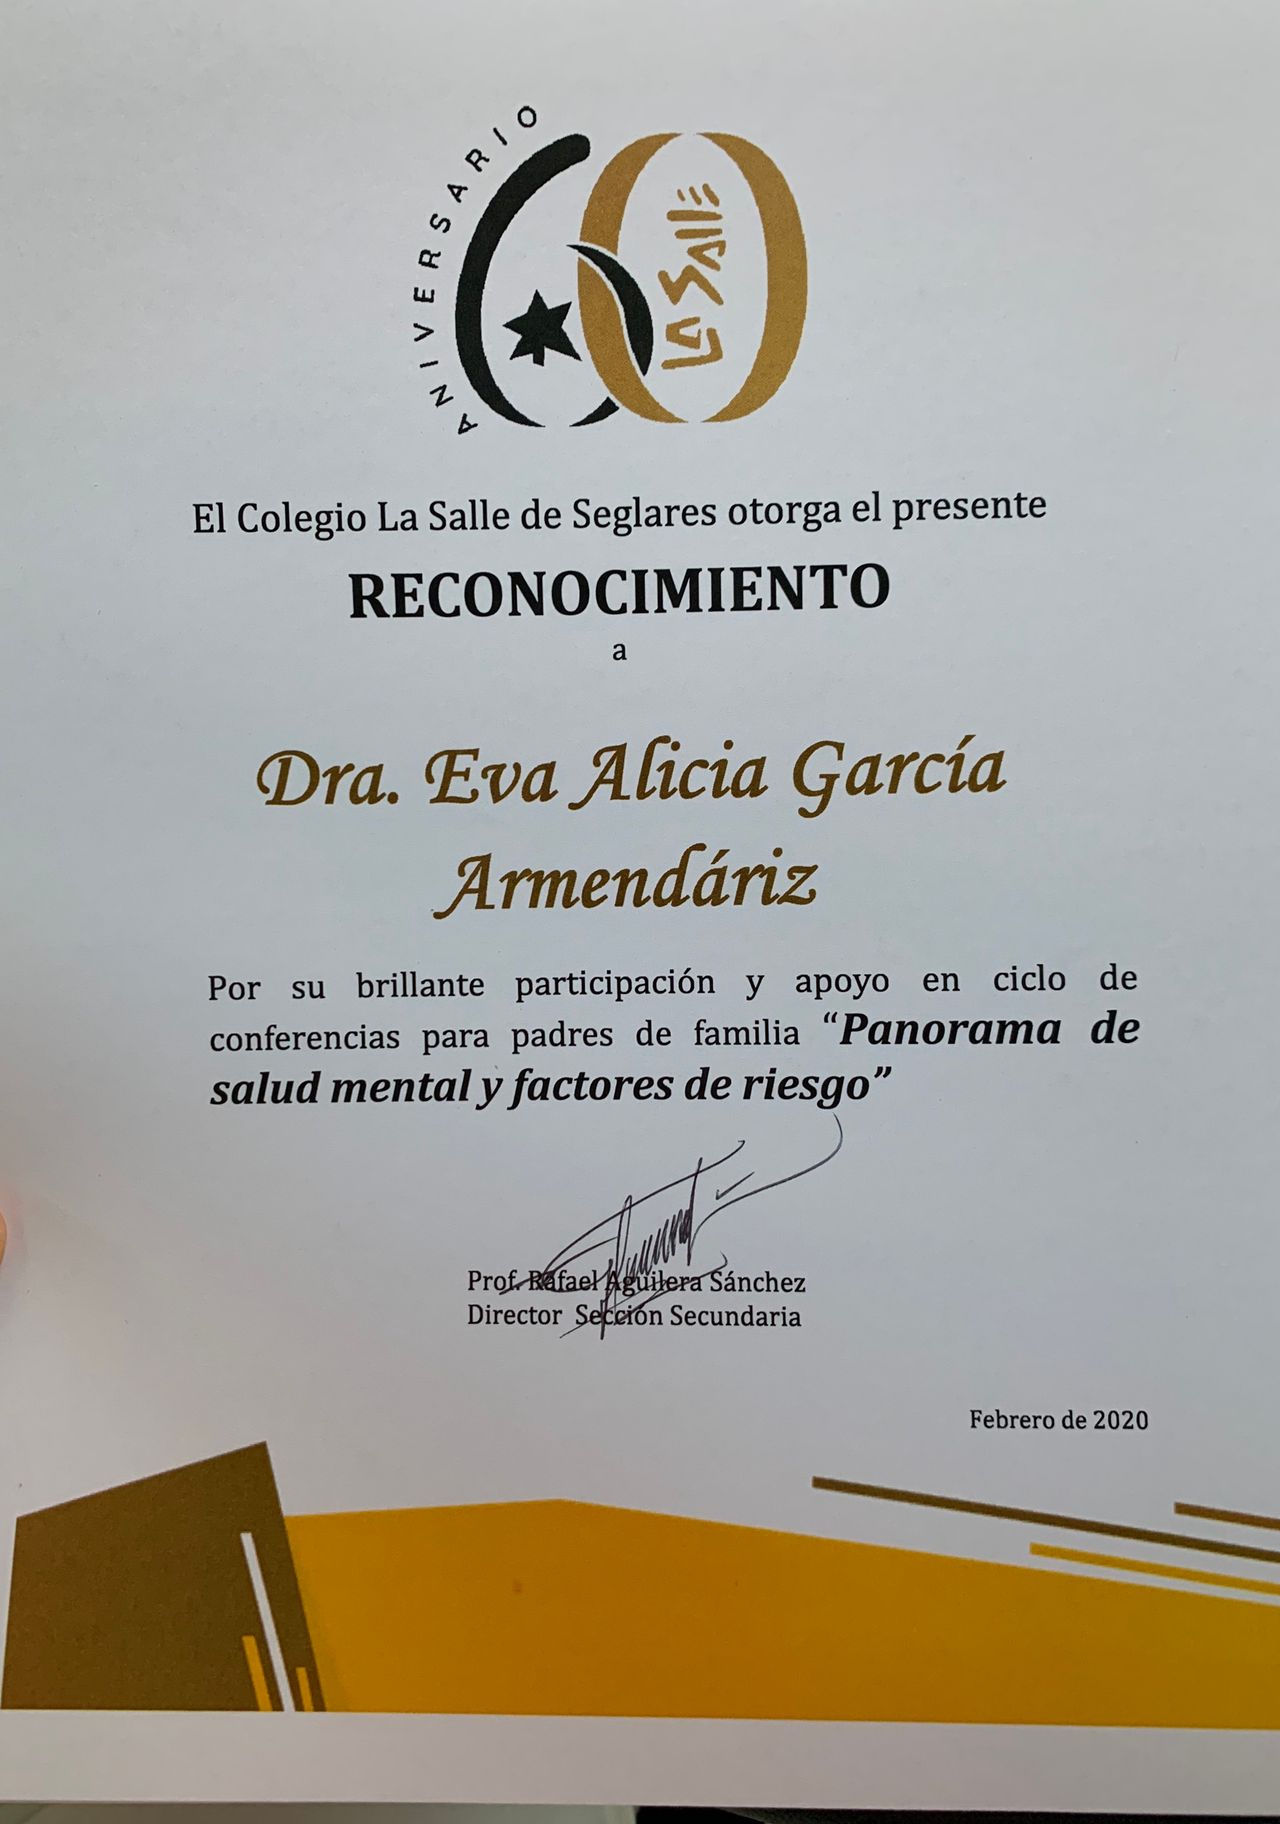 ANIVERSARIO
60
LA SALLE
El Colegio La Salle de Seglares otorga el presente
RECONOCIMIENTO
a
Dra. Eva Alicia García
Armendáriz
Por su brillante participación y apoyo en ciclo de
conferencias para padres de familia “Panorama de
salud mental y factores de riesgo”
Prof. Rafael Aguilera Sánchez
Director Sección Secundaria
Febrero de 2020